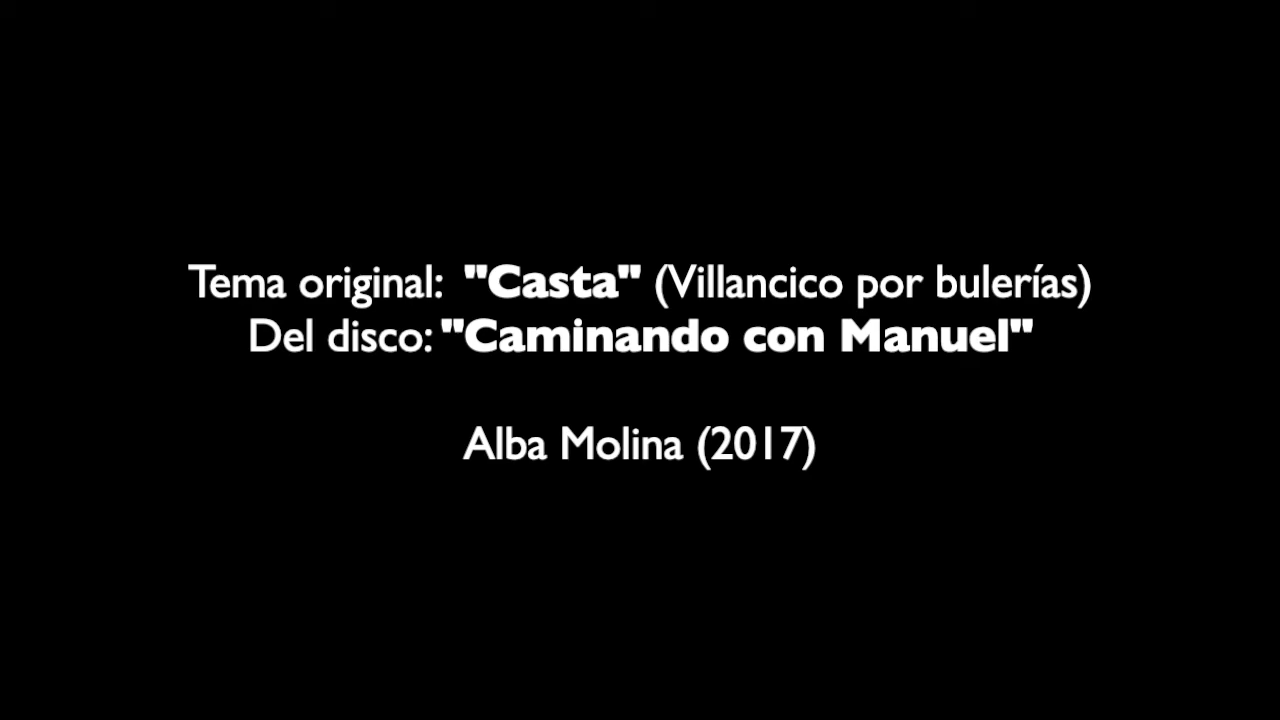 Tema original: "Casta" (Villancico por bulerías)
Del disco: "Caminando con Manuel"
Alba Molina (2017)